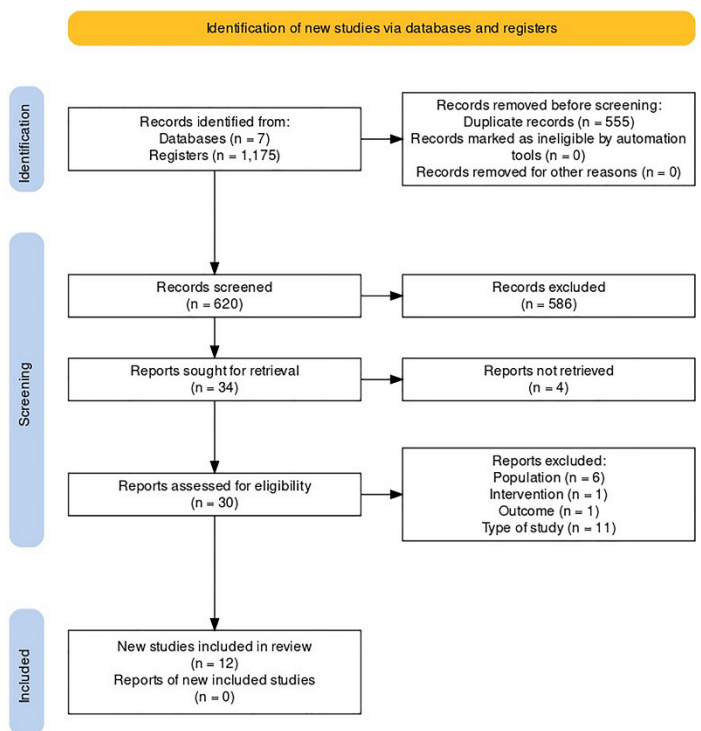 Identification of new studies via databases and registers
Identification
Records identified from:
Databases (n = 7)
Registers (n = 1,175)
Records removed before screening:
Duplicate records (n = 555)
Records marked as ineligible by automation
tools (n = 0)
Records removed for other reasons (n = 0)
Screening
Records screened
(n = 620)
Records excluded
(n = 586)
Reports sought for retrieval
(n = 34)
Reports not retrieved
(n = 4)
Reports assessed for eligibility
(n = 30)
Reports excluded:
Population (n = 6)
Intervention (n = 1)
Outcome (n = 1)
Type of study (n = 11)
Included
New studies included in review
(n = 12)
Reports of new included studies
(n = 0)